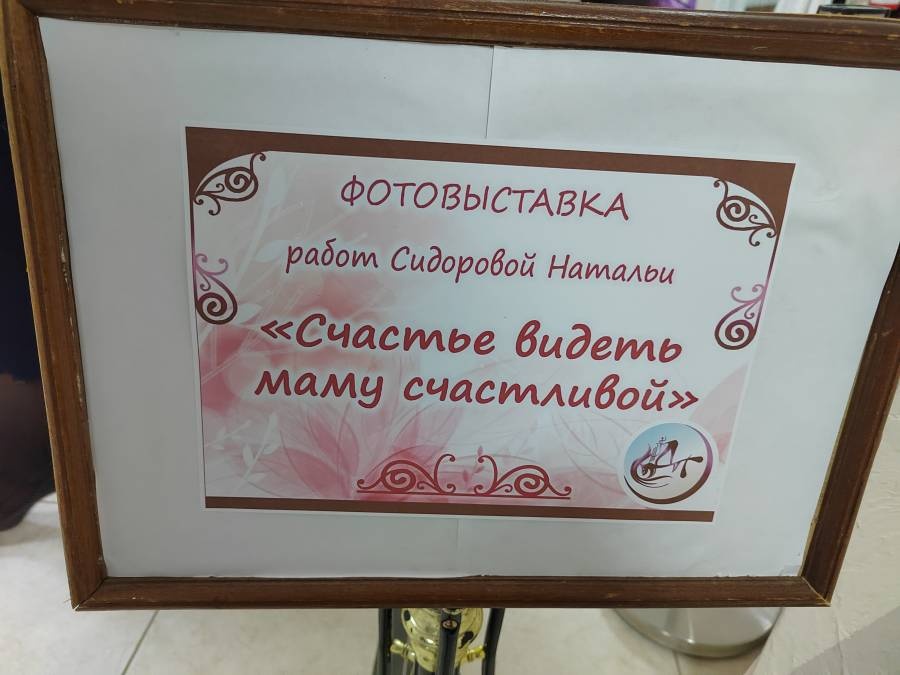 ФОТОВЫСТАВКА
работ Сидоровой Натальи
«Счастье видеть
маму счастливой»